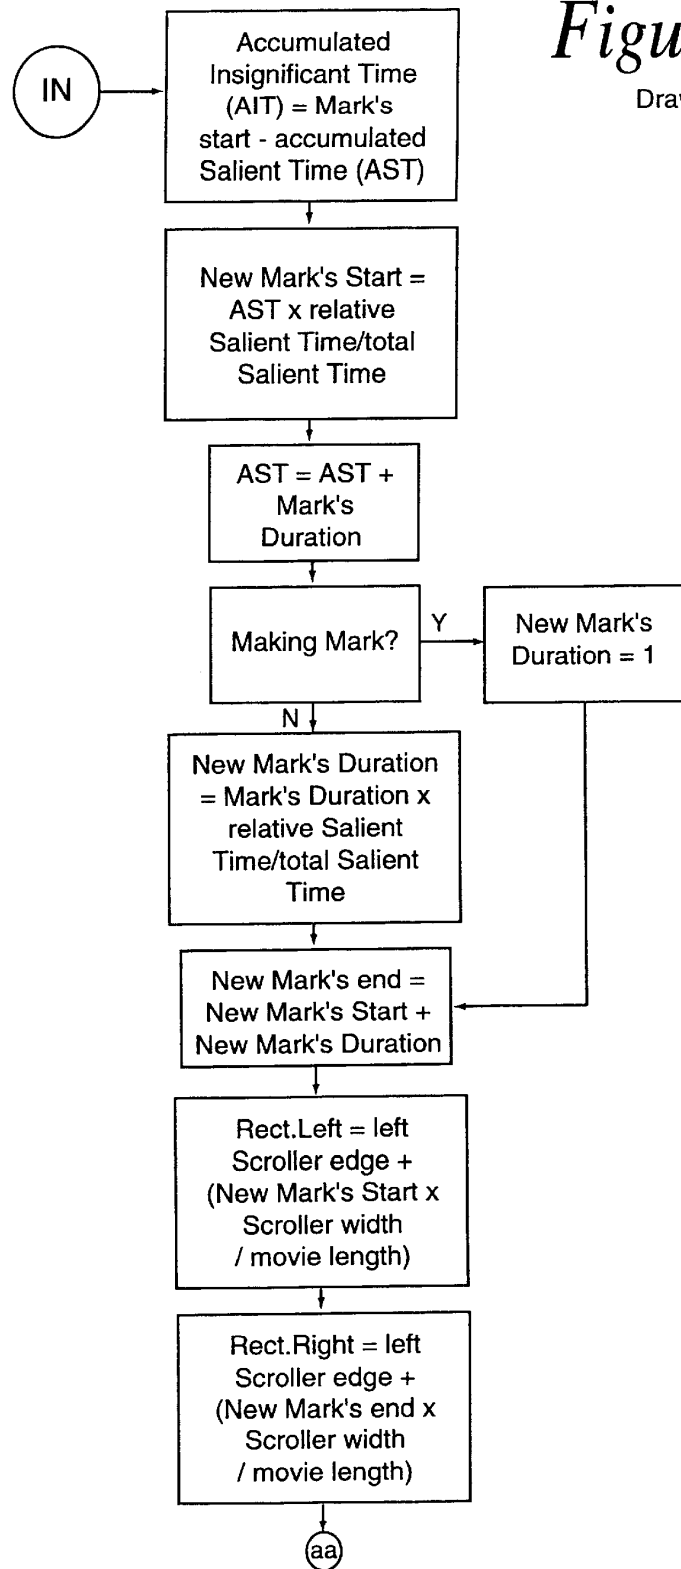 Figu
Draw
IN
Accumulated
Insignificant Time
(AIT) = Mark's
start - accumulated
Salient Time (AST)
New Mark's Start =
AST x relative
Salient Time/total
Salient Time
AST = AST +
Mark's
Duration
Making Mark?
Y
New Mark's
Duration = 1
N
New Mark's Duration
= Mark's Duration x
relative Salient
Time/total Salient
Time
New Mark's end =
New Mark's Start +
New Mark's Duration
Rect.Left = left
Scroller edge +
(New Mark's Start x
Scroller width
/ movie length)
Rect.Right = left
Scroller edge +
(New Mark's end x
Scroller width
/ movie length)
aa